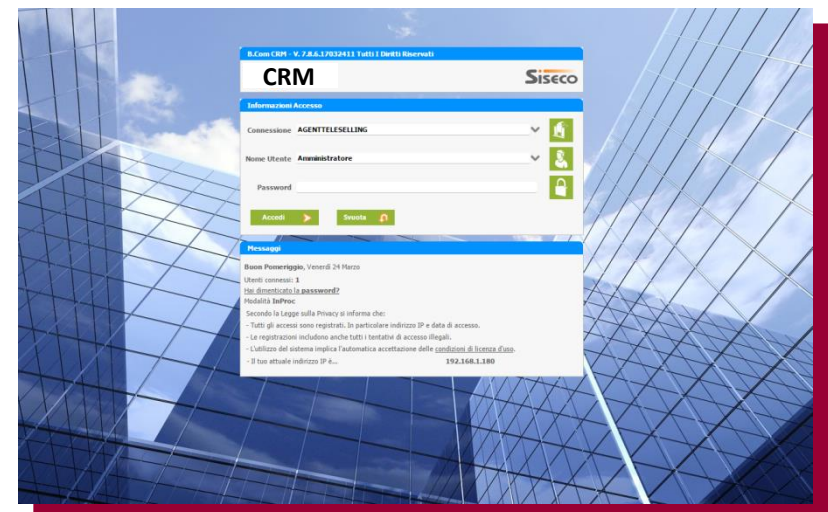 B.Com CRM - V. 7.8.6.17032411 Tutti I Diritti Riservati
CRM
Siseco
Informazioni Accesso
Connessione AGENTTELESELLING
Nome Utente Amministratore
Password
Accedi Svuota
Messaggi
Buon Pomeriggio, Venerdì 24 Marzo
Utenti connessi: 1
Hai dimenticato la password?
Modalità InProc
Secondo la Legge sulla Privacy si informa che:
- Tutti gli accessi sono registrati. In particolare indirizzo IP e data di accesso.
- Le registrazioni includono anche tutti i tentativi di accesso illegali.
- L'utilizzo del sistema implica l'automatica accettazione delle condizioni di licenza d'uso.
- Il tuo attuale indirizzo IP è... 192.168.1.180